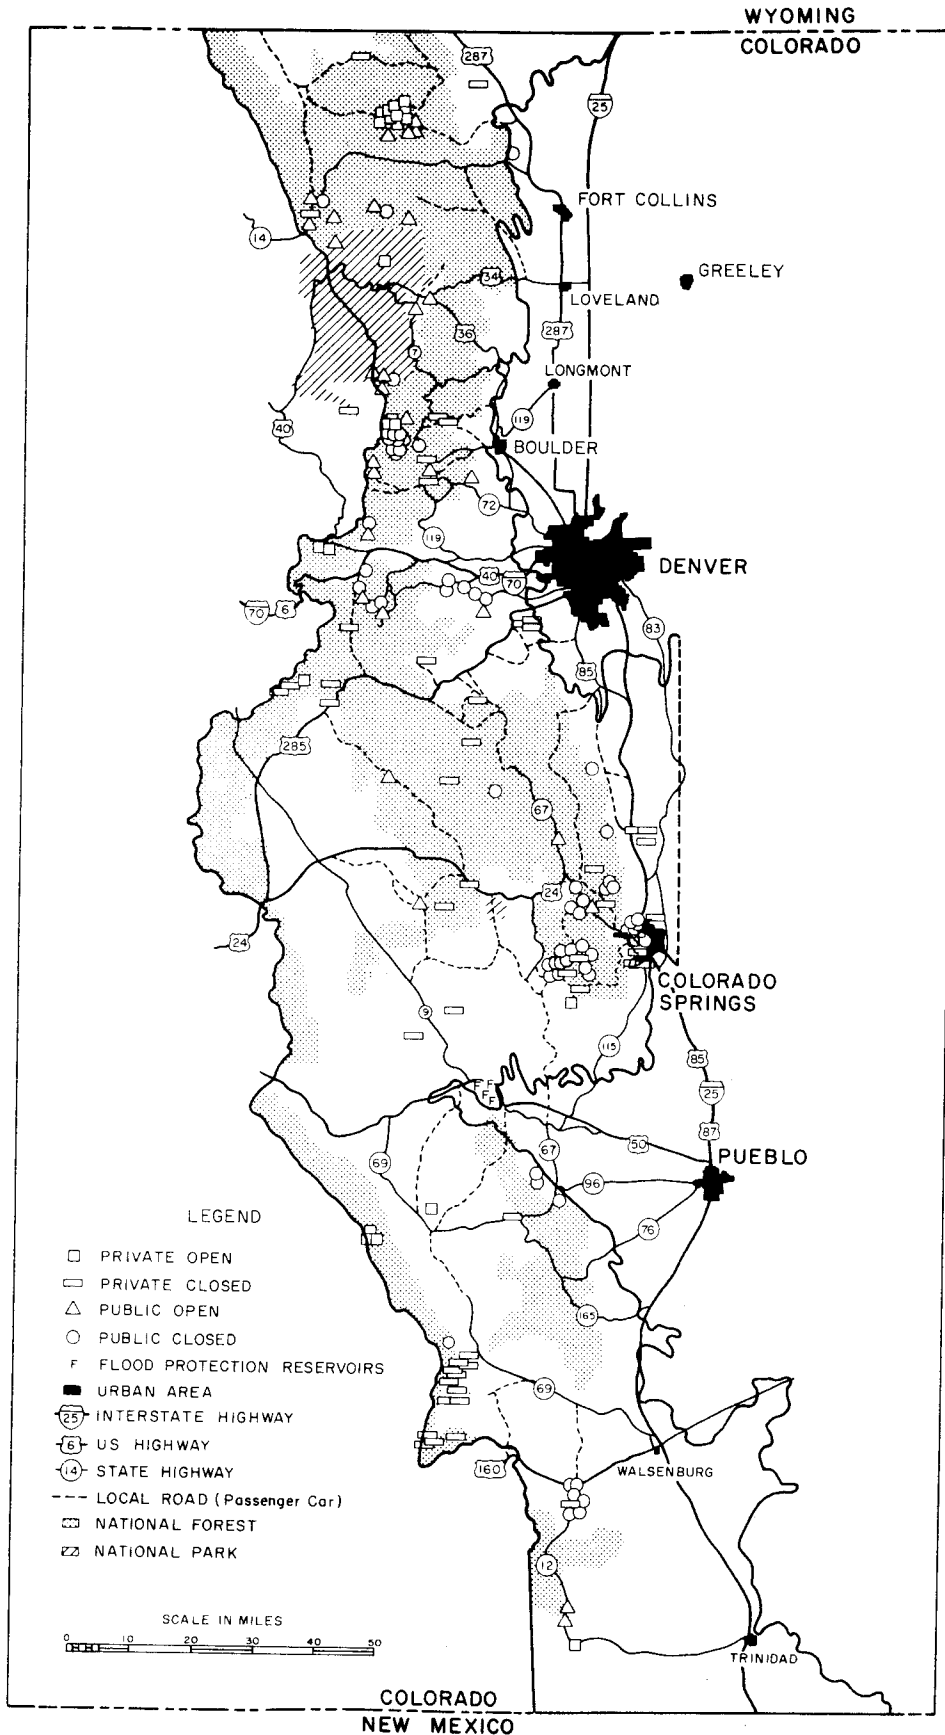 WYOMING
COLORADO
287
25
FORT COLLINS
14
GREELEY
34
LOVELAND
287
36
7
LONGMONT
119
40
BOULDER
72
119
DENVER
40
70
70
6
83
85
285
67
24
24
COLORADO
SPRINGS
9
115
85
25
F F
F
F
87
50
67
PUEBLO
69
96
76
LEGEND
PRIVATE OPEN
PRIVATE CLOSED
PUBLIC OPEN
165
PUBLIC CLOSED
F FLOOD PROTECTION RESERVOIRS
URBAN AREA
25 INTERSTATE HIGHWAY
69
6 US HIGHWAY
14 STATE HIGHWAY
160
WALSENBURG
LOCAL ROAD (Passenger Car)
NATIONAL FOREST
NATIONAL PARK
12
SCALE IN MILES
0 10 20 30 40 50
TRINIDAD
COLORADO
NEW MEXICO